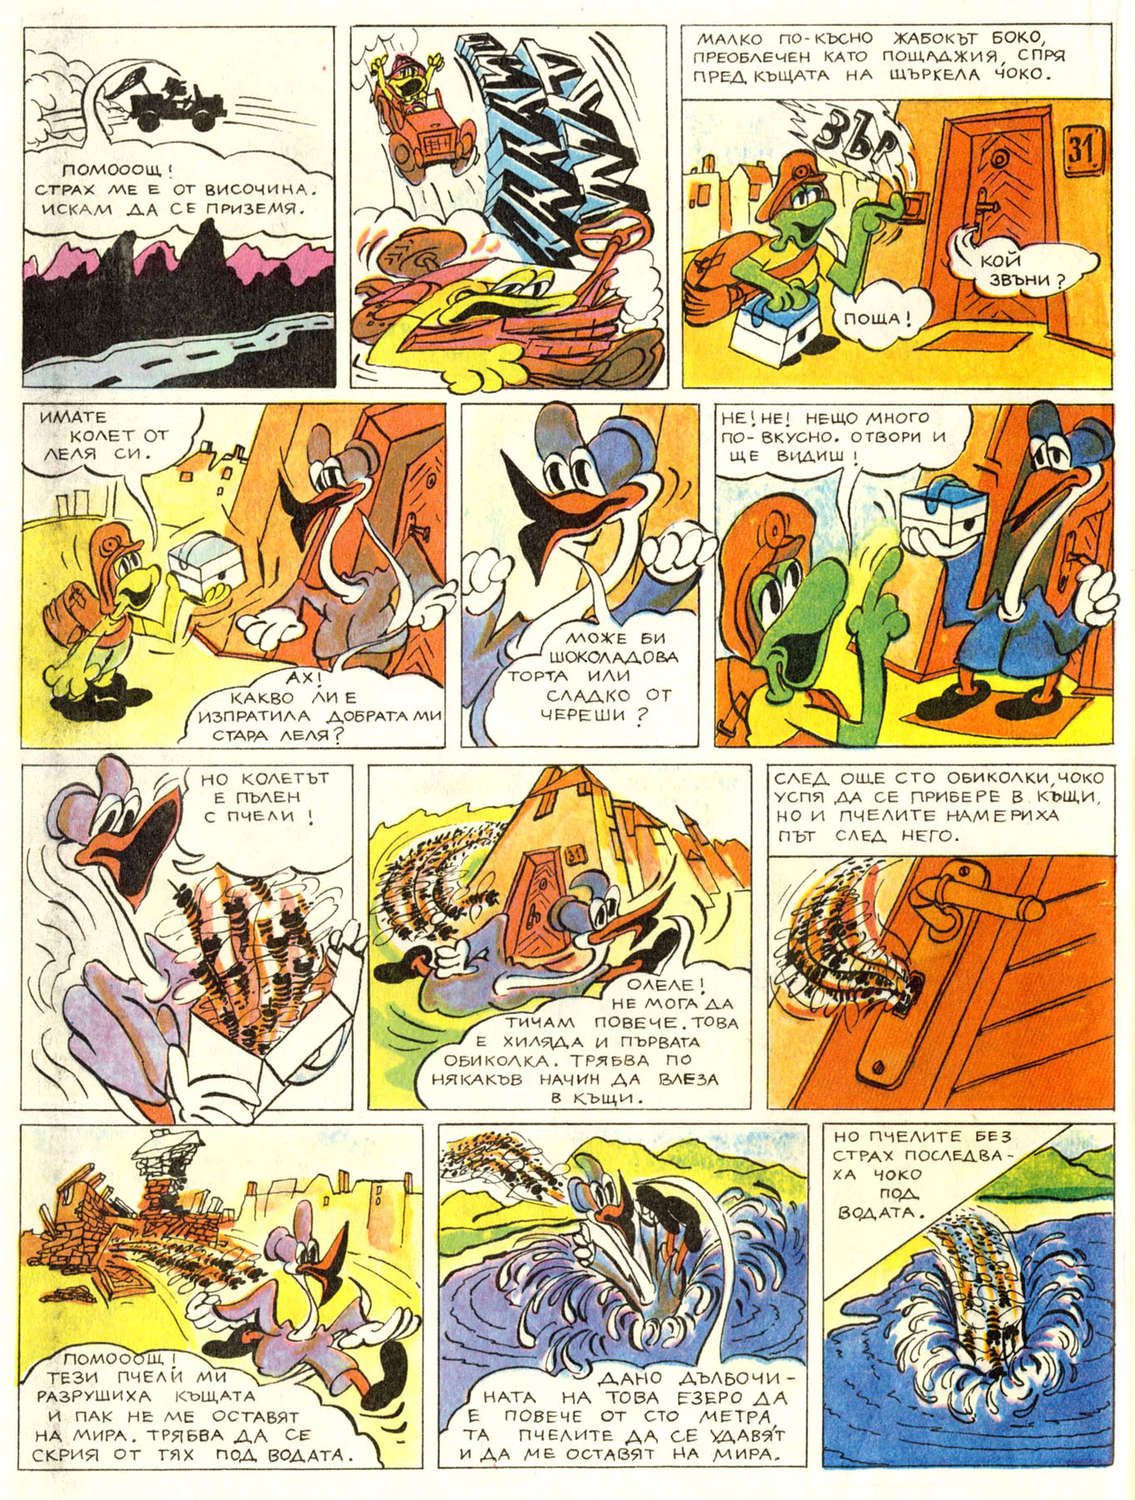 ПОМОООЩ!
СТРАХ МЕ Е ОТ ВИСОЧИНА.
ИСКАМ ДА СЕ ПРИЗЕМЯ.
МАЛКО ПО-КЪСНО ЖАБОКЪТ БОКО,
ПРЕОБЛЕЧЕН КАТО ПОЩАДЖИЯ, СПРЯ
ПРЕД КЪЩАТА НА ЩЪРКЕЛА ЧОКО.
ЗЪР
31
КОЙ
ЗВЪНИ?
ПОЩА!
ИМАТЕ
КОЛЕТ ОТ
ЛЕЛЯ СИ.
АХ!
КАКВО ЛИ Е
ИЗПРАТИЛА ДОБРАТА МИ
СТАРА ЛЕЛЯ?
МОЖЕ БИ
ШОКОЛАДОВА
ТОРТА ИЛИ
СЛАДКО ОТ
ЧЕРЕШИ?
НЕ! НЕ! НЕЩО МНОГО
ПО-ВКУСНО. ОТВОРИ И
ЩЕ ВИДИШ!
НО КОЛЕТЪТ
Е ПЪЛЕН
С ПЧЕЛИ!
31
ОЛЕЛЕ!
НЕ МОГА ДА
ТИЧАМ ПОВЕЧЕ. ТОВА
Е ХИЛЯДА И ПЪРВАТА
ОБИКОЛКА. ТРЯБВА ПО
НЯКАКЪВ НАЧИН ДА ВЛЕЗА
В КЪЩИ.
СЛЕД ОЩЕ СТО ОБИКОЛКИ, ЧОКО
УСПЯ ДА СЕ ПРИБЕРЕ В КЪЩИ,
НО И ПЧЕЛИТЕ НАМЕРИХА
ПЪТ СЛЕД НЕГО.
ПОМОООЩ!
ТЕЗИ ПЧЕЛИ МИ
РАЗРУШИХА КЪЩАТА
И ПАК НЕ МЕ ОСТАВЯТ
НА МИРА. ТРЯБВА ДА СЕ
СКРИЯ ОТ ТЯХ ПОД ВОДАТА.
ДАНО ДЪЛБОЧИ-
НАТА НА ТОВА ЕЗЕРО ДА
Е ПОВЕЧЕ ОТ СТО МЕТРА,
ТА ПЧЕЛИТЕ ДА СЕ УДАВЯТ
И ДА МЕ ОСТАВЯТ НА МИРА.
НО ПЧЕЛИТЕ БЕЗ
СТРАХ ПОСЛЕДВА-
ХА ЧОКО
ПОД
ВОДАТА.